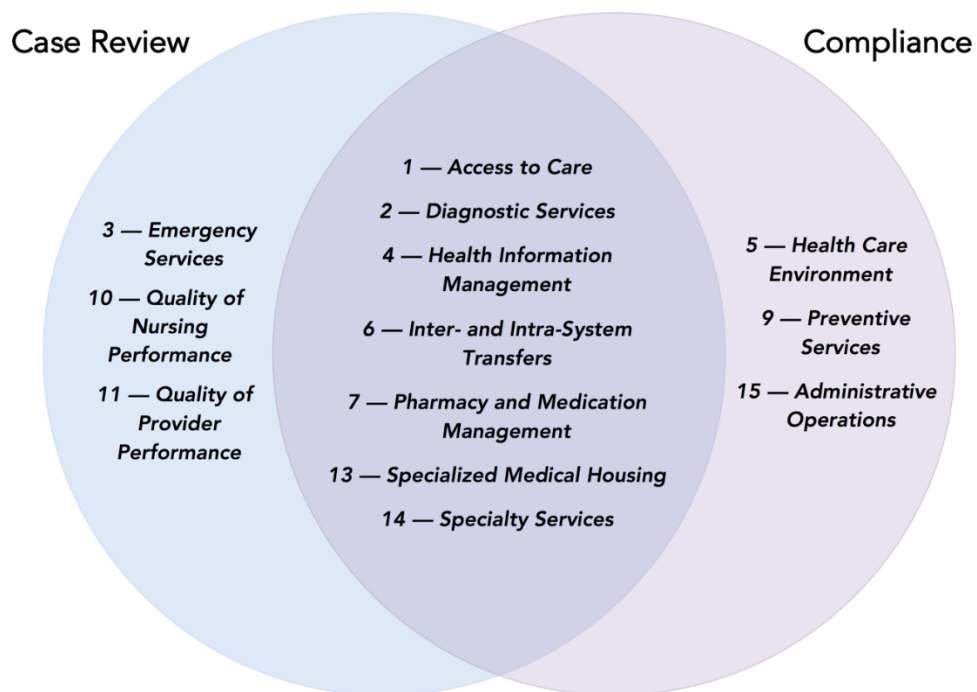 Case Review
Compliance
3 — Emergency
Services
10 — Quality of
Nursing
Performance
11 — Quality of
Provider
Performance
1 — Access to Care
2 — Diagnostic Services
4 — Health Information
Management
6 — Inter- and Intra-System
Transfers
7 — Pharmacy and Medication
Management
13 — Specialized Medical Housing
14 — Specialty Services
5 — Health Care
Environment
9 — Preventive
Services
15 — Administrative
Operations